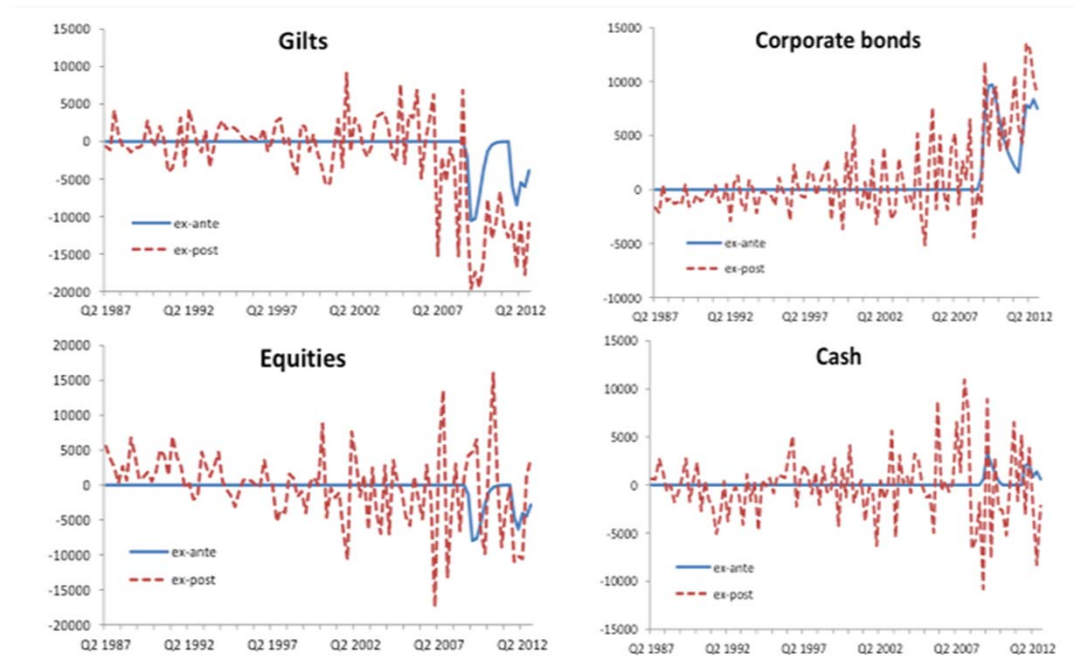 Gilts
15000
10000
5000
0
-5000
-10000
-15000
-20000
ex-ante
ex-post
Q2 1987 Q2 1992 Q2 1997 Q2 2002 Q2 2007 Q2 2012
Corporate bonds
15000
10000
5000
0
-5000
-10000
ex-ante
ex-post
Q2 1987 Q2 1992 Q2 1997 Q2 2002 Q2 2007 Q2 2012
Equities
20000
15000
10000
5000
0
-5000
-10000
-15000
-20000
ex-ante
ex-post
Q2 1987 Q2 1992 Q2 1997 Q2 2002 Q2 2007 Q2 2012
Cash
15000
10000
5000
0
-5000
-10000
-15000
ex-ante
ex-post
Q2 1987 Q2 1992 Q2 1997 Q2 2002 Q2 2007 Q2 2012